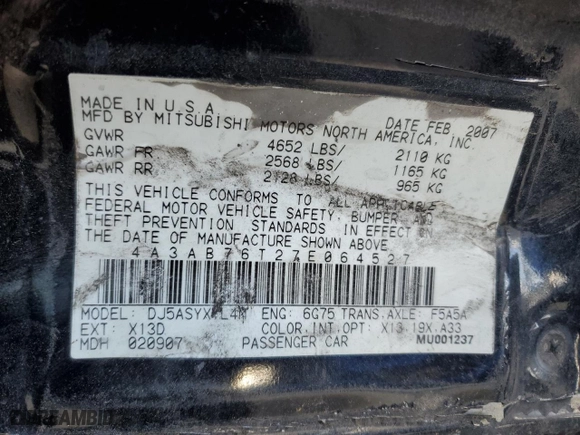 MADE IN U.S.A. DATE FEB. 2007
MFD BY MITSUBISHI MOTORS NORTH AMERICA, INC.
GVWR 4652 LBS/ 2110 KG
GAWR FR 2568 LBS/ 1165 KG
GAWR RR 2128 LBS/ 965 KG
THIS VEHICLE CONFORMS TO ALL APPLICABLE
FEDERAL MOTOR VEHICLE SAFETY, BUMPER AND
THEFT PREVENTION STANDARDS IN EFFECT ON
THE DATE OF MANUFACTURE SHOWN ABOVE.
4A3AB76T27E064527
MODEL: ENG: 6G75 TRANS.AXLE: F5A5A
EXT: X13D COLOR.INT.OPT: X13.19X.A33
MDH 020907 PASSENGER CAR MU001237